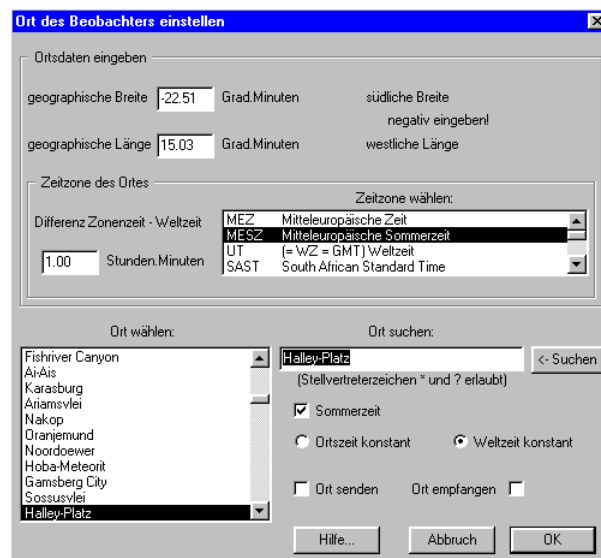 Ort des Beobachters einstellen
Ortsdaten eingeben
geographische Breite -22.51 Grad.Minuten südliche Breite
negativ eingeben!
geographische Länge 15.03 Grad.Minuten westliche Länge
Zeitzone des Ortes
Zeitzone wählen:
Differenz Zonenzeit - Weltzeit
1.00 Stunden.Minuten
MEZ Mitteleuropäische Zeit
MESZ Mitteleuropäische Sommerzeit
UT (= WZ = GMT) Weltzeit
SAST South African Standard Time
Ort wählen:
Fishriver Canyon
Ai-Ais
Karasburg
Ariamsvlei
Nakop
Oranjemund
Noordoewer
Hoba-Meteorit
Gamsberg City
Sossusvlei
Halley-Platz
Ort suchen:
Halley-Platz <- Suchen
(Stellvertreterzeichen * und ? erlaubt)
Sommerzeit
Ortszeit konstant Weltzeit konstant
Ort senden Ort empfangen
Hilfe... Abbruch OK